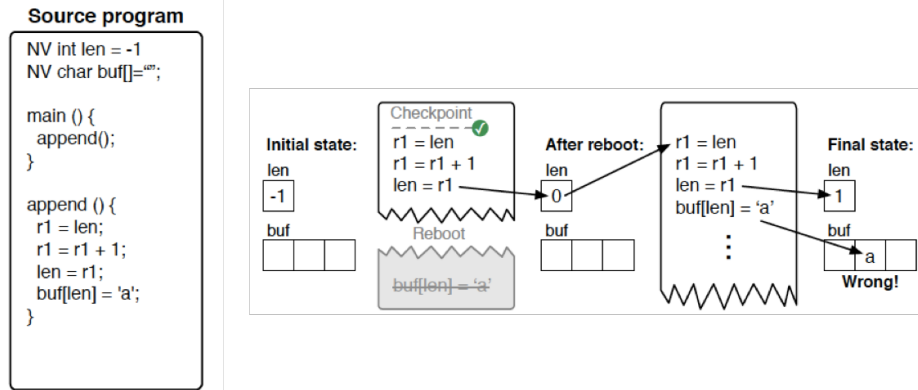 Source program
NV int len = -1
NV char buf[]="";
main () {
append();
}
append () {
r1 = len;
r1 = r1 + 1;
len = r1;
buf[len] = 'a';
}
Initial state:
len
-1
buf
Checkpoint
r1 = len
r1 = r1 + 1
len = r1
Reboot
buf[len] = 'a'
After reboot:
len
0
buf
r1 = len
r1 = r1 + 1
len = r1
buf[len] = 'a'
⋮
Final state:
len
1
buf
a
Wrong!